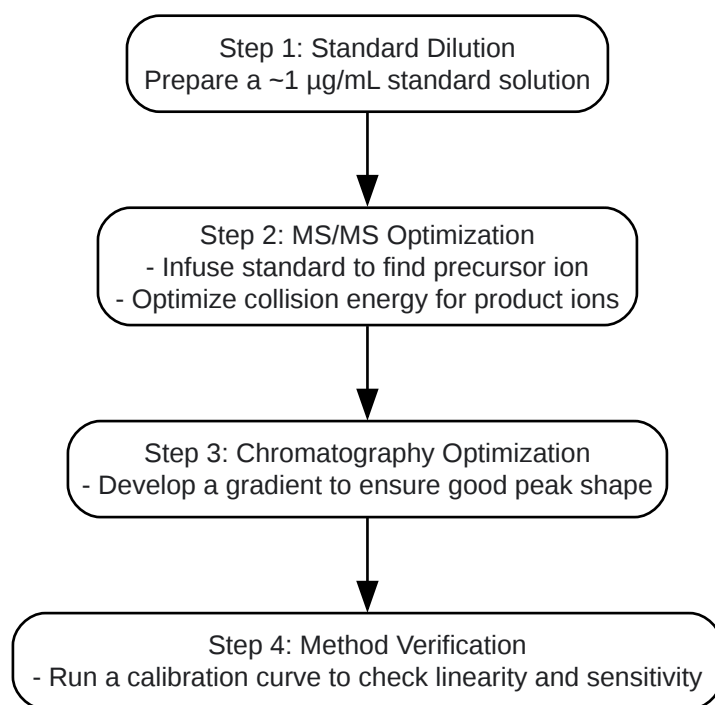 Step 1: Standard Dilution
Prepare a ~1 µg/mL standard solution
Step 2: MS/MS Optimization
- Infuse standard to find precursor ion
- Optimize collision energy for product ions
Step 3: Chromatography Optimization
- Develop a gradient to ensure good peak shape
Step 4: Method Verification
- Run a calibration curve to check linearity and sensitivity